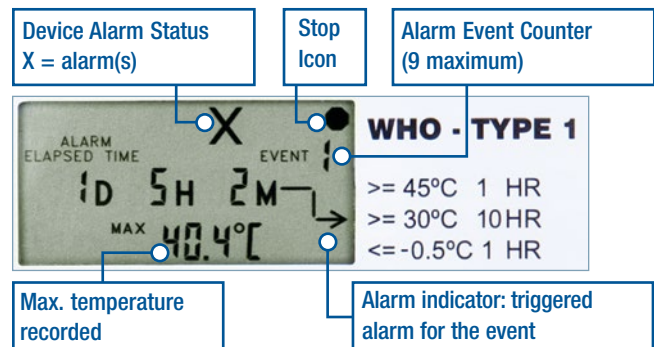 Device Alarm Status
X = alarm(s)
Stop
Icon
Alarm Event Counter
(9 maximum)
X
ALARM
ELAPSED TIME
EVENT 1
1D 5H 2M
MAX 40.4°C
WHO - TYPE 1
>= 45ºC 1 HR
>= 30ºC 10HR
<= -0.5ºC 1 HR
Max. temperature
recorded
Alarm indicator: triggered
alarm for the event